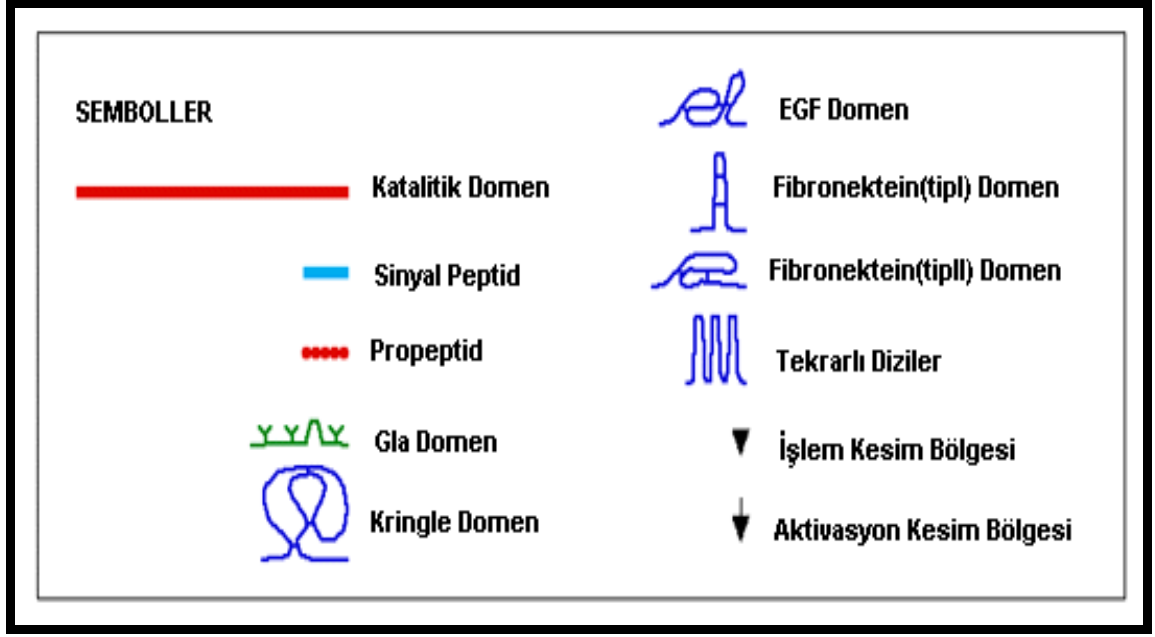 SEMBOLLER
Katalitik Domen
Sinyal Peptid
Propeptid
Gla Domen
Kringle Domen
EGF Domen
Fibronektein(tipI) Domen
Fibronektein(tipII) Domen
Tekrarlı Diziler
İşlem Kesim Bölgesi
Aktivasyon Kesim Bölgesi